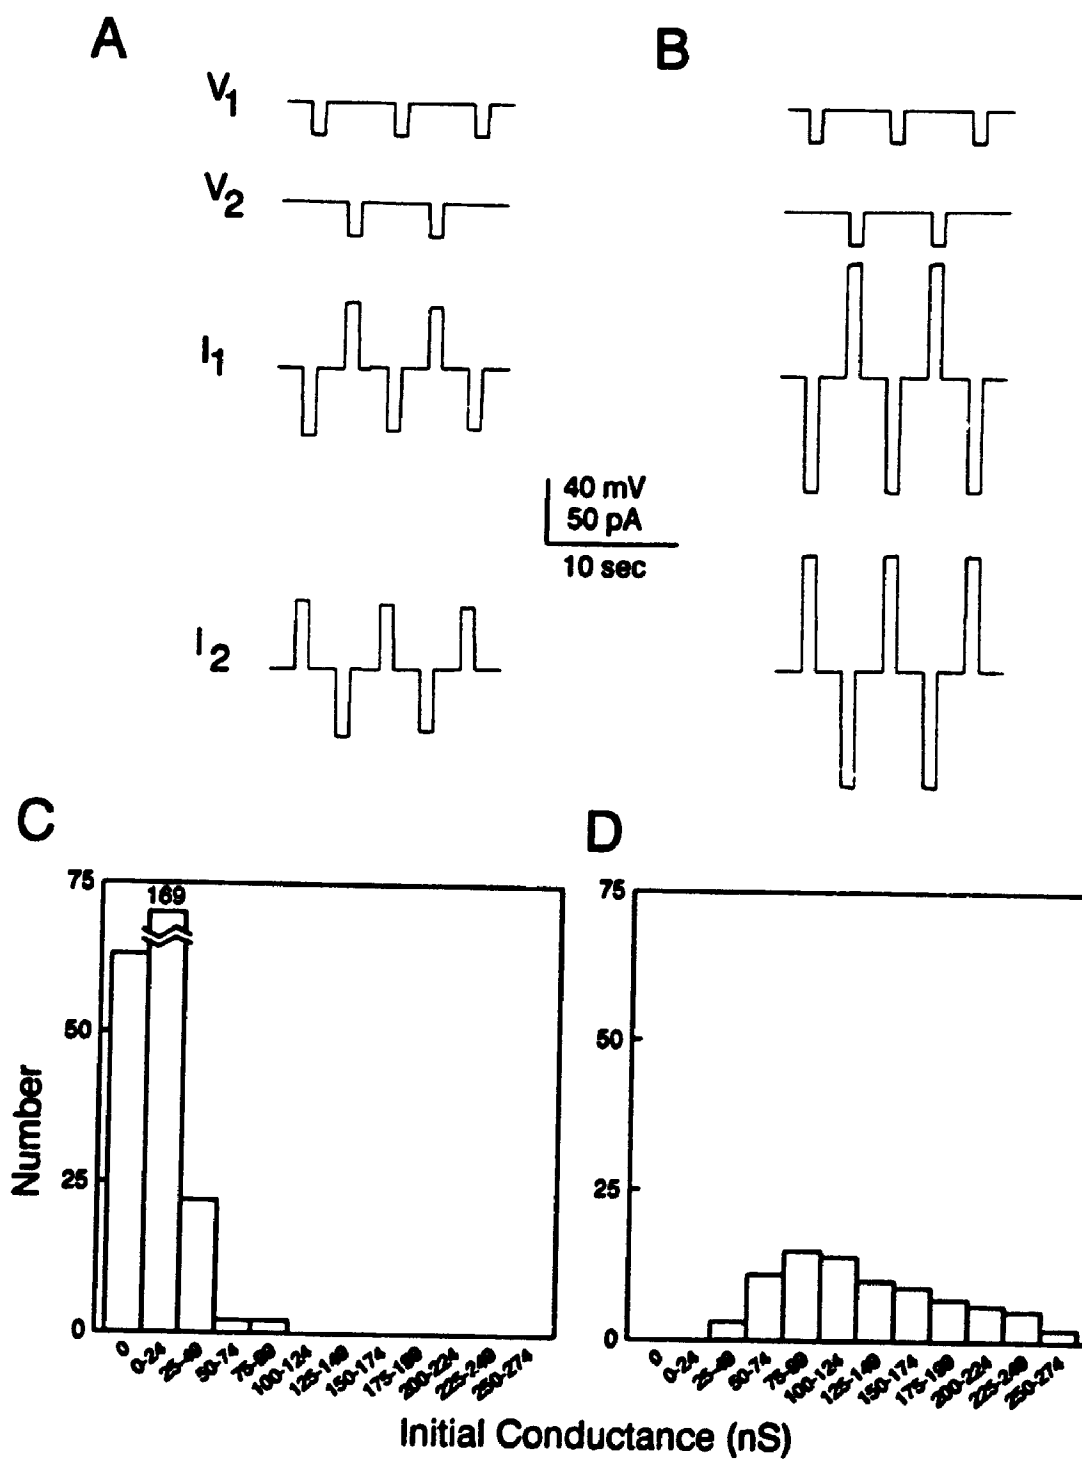 A
B
V1
V2
I1
I2
40 mV
50 pA
10 sec
C
D
75
169
50
25
0
Number
0
0-24
25-49
50-74
75-99
100-124
125-149
150-174
175-199
200-224
225-249
250-274
75
50
25
0
0
0-24
25-49
50-74
75-99
100-124
125-149
150-174
175-199
200-224
225-249
250-274
Initial Conductance (nS)